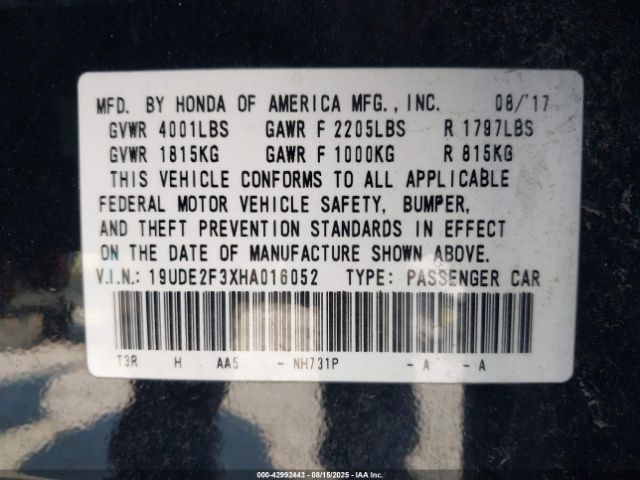 MFD. BY HONDA OF AMERICA MFG., INC. 08/'17
GVWR 4001LBS GAWR F 2205LBS R 1797LBS
GVWR 1815KG GAWR F 1000KG R 815KG
THIS VEHICLE CONFORMS TO ALL APPLICABLE
FEDERAL MOTOR VEHICLE SAFETY, BUMPER,
AND THEFT PREVENTION STANDARDS IN EFFECT
ON THE DATE OF MANUFACTURE SHOWN ABOVE.
V.I.N.: 19UDE2F3XHA016052 TYPE: PASSENGER CAR
T3R H AA5 - NH731P - A - A
000-42992443 - 08/15/2025 - IAA Inc.